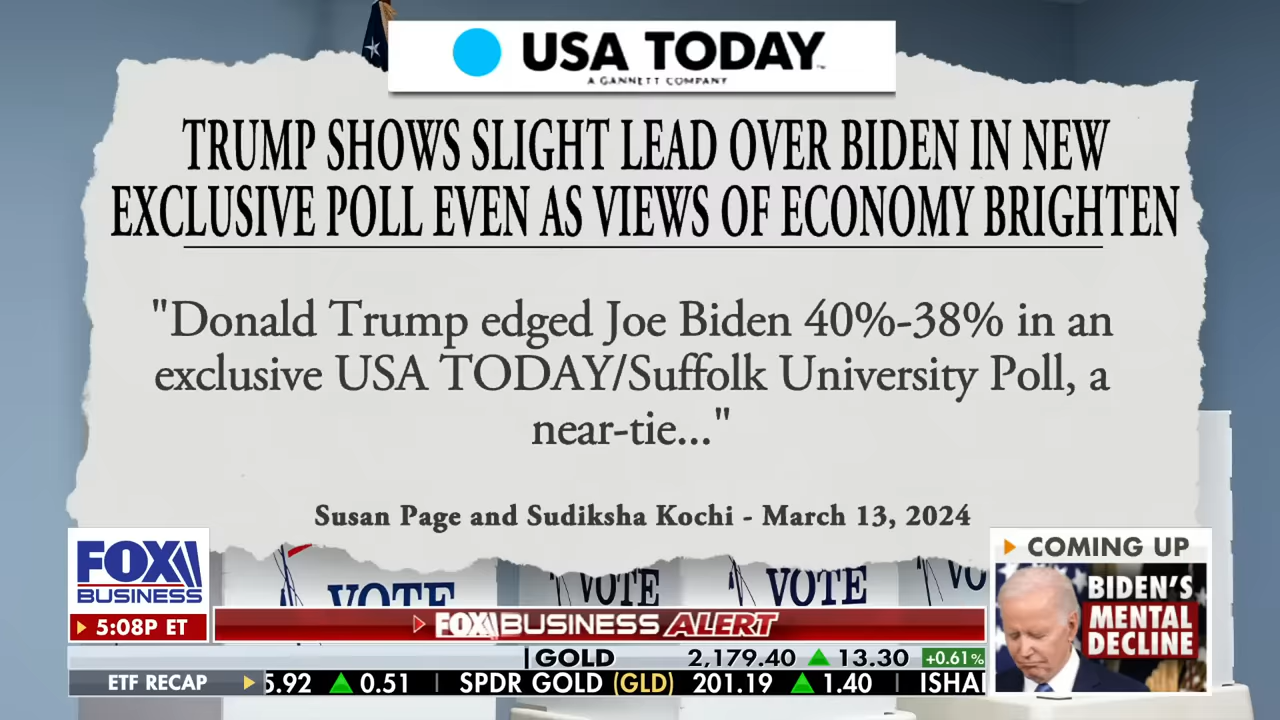 USA TODAY
A GANNETT COMPANY
TRUMP SHOWS SLIGHT LEAD OVER BIDEN IN NEW
EXCLUSIVE POLL EVEN AS VIEWS OF ECONOMY BRIGHTEN
"Donald Trump edged Joe Biden 40%-38% in an
exclusive USA TODAY/Suffolk University Poll, a
near-tie..."
Susan Page and Sudiksha Kochi - March 13, 2024
VOTE VOTE VOTE VO
FOX
BUSINESS
5:08P ET
FOX BUSINESS ALERT
COMING UP
BIDEN'S
MENTAL
DECLINE
GOLD 2,179.40 ▲ 13.30 +0.61%
ETF RECAP 5.92 ▲ 0.51 | SPDR GOLD (GLD) 201.19 ▲ 1.40 | ISHA